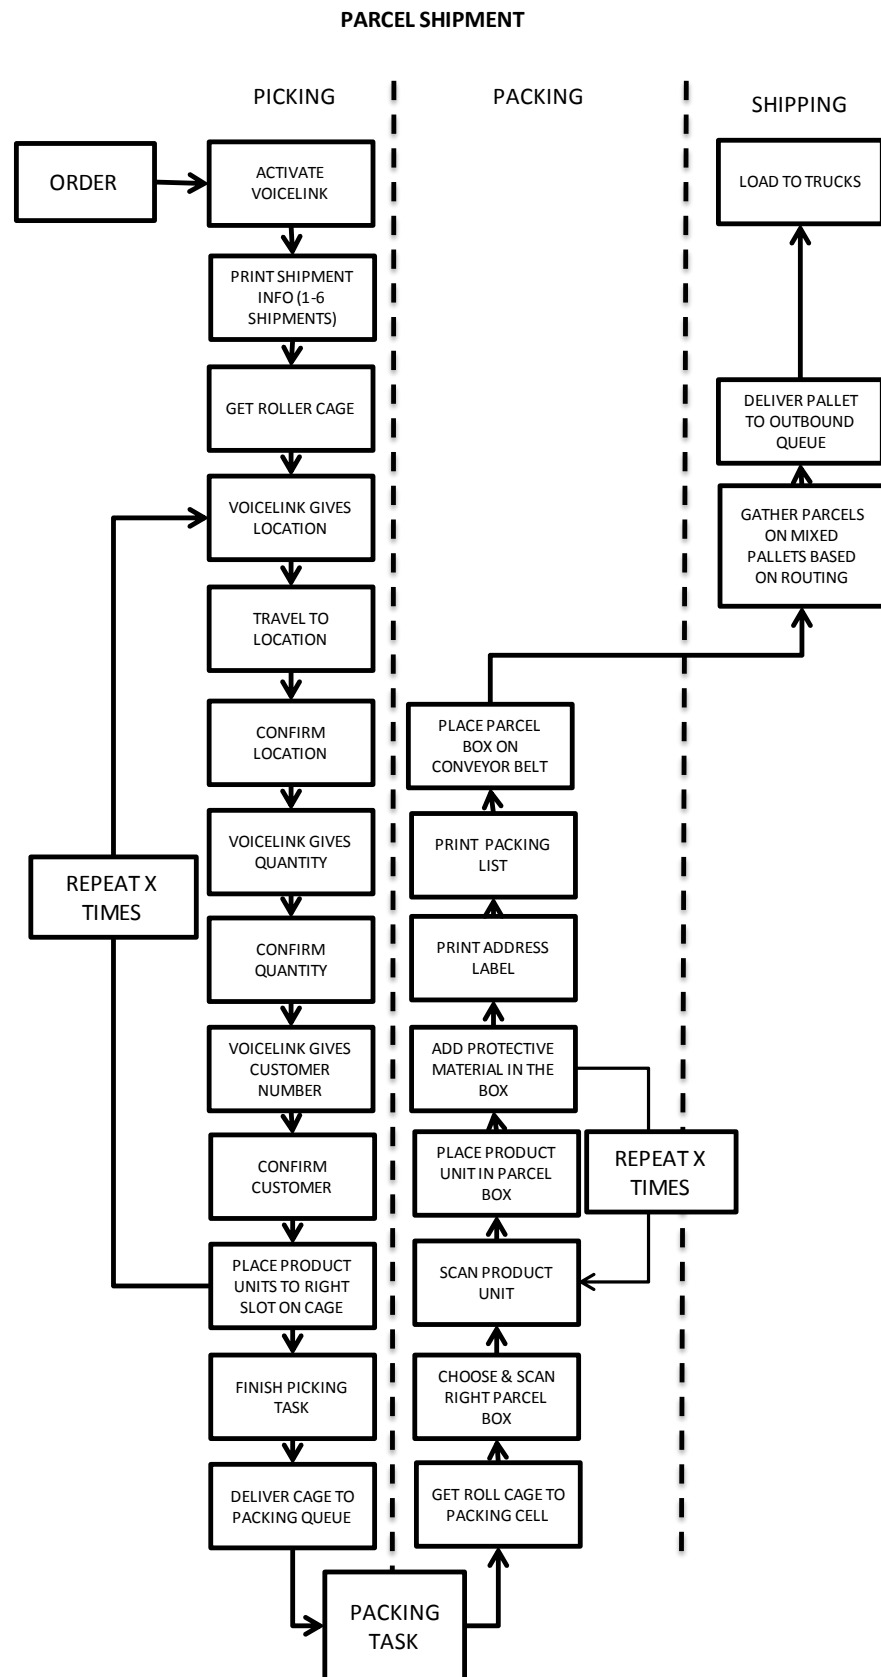 PARCEL SHIPMENT
PICKING
PACKING
SHIPPING
ORDER
ACTIVATE
VOICELINK
PRINT SHIPMENT
INFO (1-6
SHIPMENTS)
GET ROLLER CAGE
VOICELINK GIVES
LOCATION
TRAVEL TO
LOCATION
CONFIRM
LOCATION
VOICELINK GIVES
QUANTITY
CONFIRM
QUANTITY
VOICELINK GIVES
CUSTOMER
NUMBER
CONFIRM
CUSTOMER
PLACE PRODUCT
UNITS TO RIGHT
SLOT ON CAGE
REPEAT X
TIMES
FINISH PICKING
TASK
DELIVER CAGE TO
PACKING QUEUE
PACKING
TASK
GET ROLL CAGE TO
PACKING CELL
CHOOSE & SCAN
RIGHT PARCEL
BOX
SCAN PRODUCT
UNIT
PLACE PRODUCT
UNIT IN PARCEL
BOX
ADD PROTECTIVE
MATERIAL IN THE
BOX
REPEAT X
TIMES
PRINT ADDRESS
LABEL
PRINT PACKING
LIST
PLACE PARCEL
BOX ON
CONVEYOR BELT
GATHER PARCELS
ON MIXED
PALLETS BASED
ON ROUTING
DELIVER PALLET
TO OUTBOUND
QUEUE
LOAD TO TRUCKS